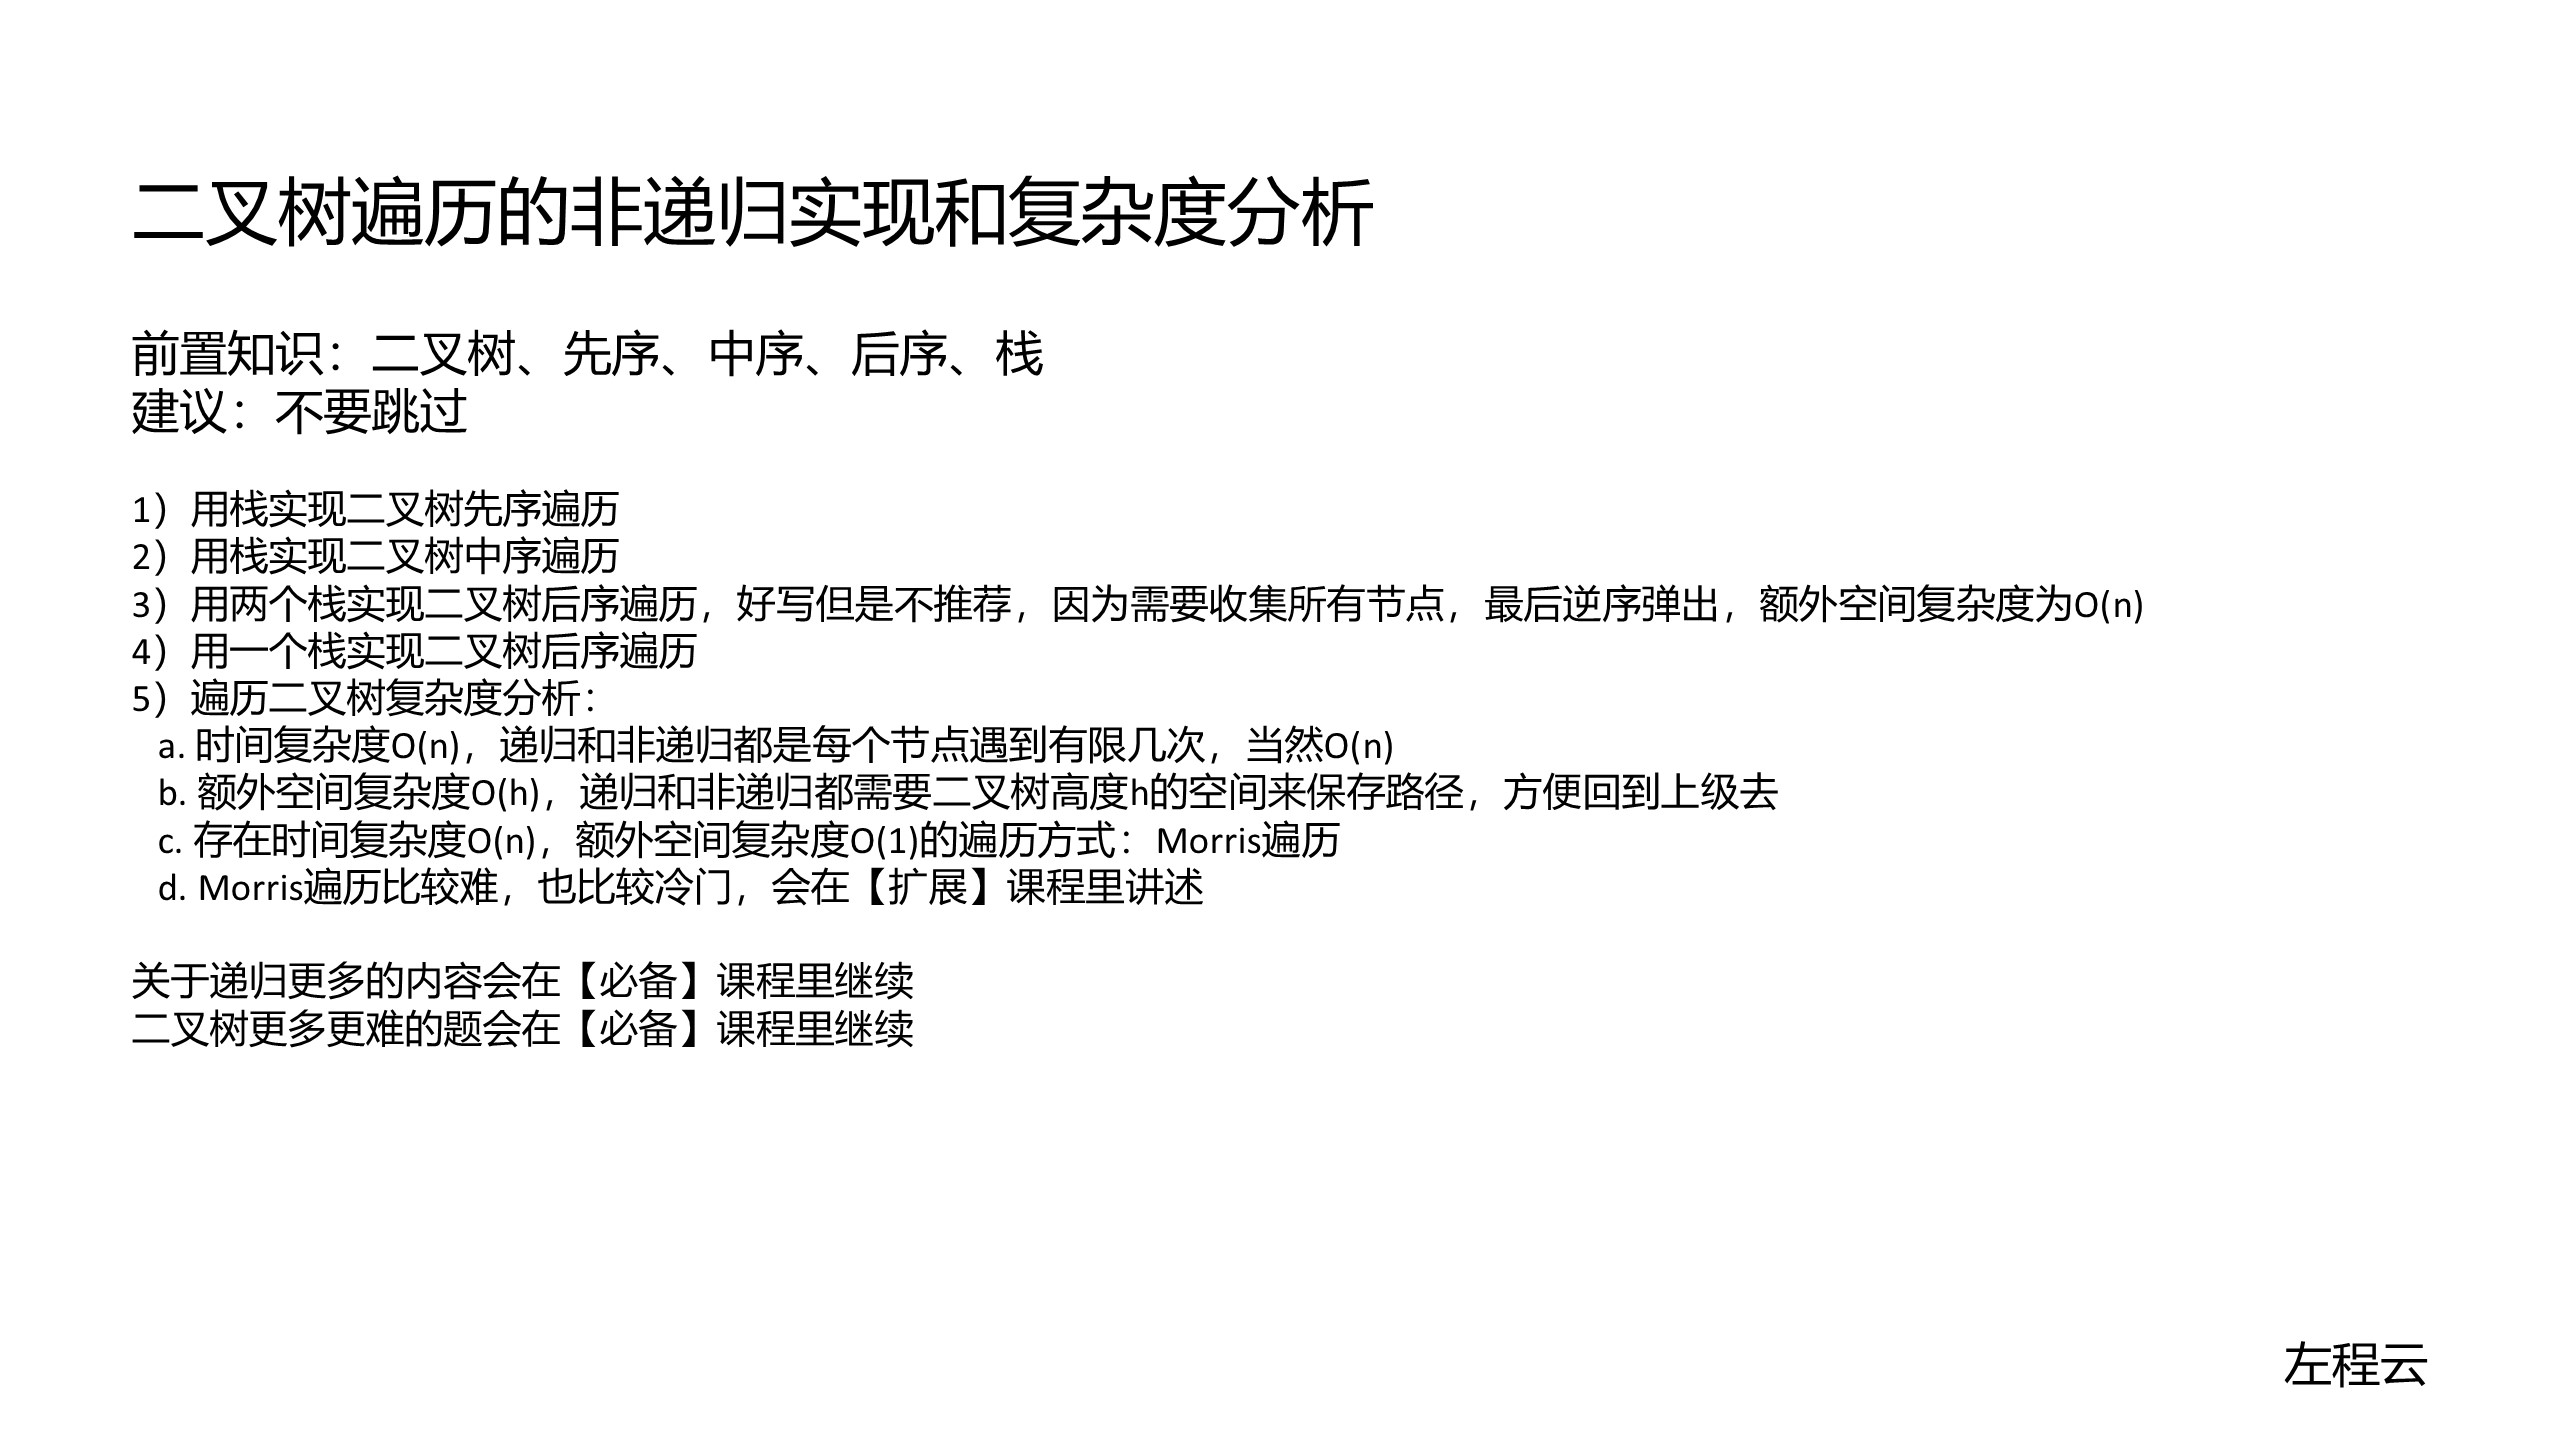 二叉树遍历的非递归实现和复杂度分析
前置知识：二叉树、先序、中序、后序、栈
建议：不要跳过
1）用栈实现二叉树先序遍历
2）用栈实现二叉树中序遍历
3）用两个栈实现二叉树后序遍历，好写但是不推荐，因为需要收集所有节点，最后逆序弹出，额外空间复杂度为O(n)
4）用一个栈实现二叉树后序遍历
5）遍历二叉树复杂度分析：
a. 时间复杂度O(n)，递归和非递归都是每个节点遇到有限几次，当然O(n)
b. 额外空间复杂度O(h)，递归和非递归都需要二叉树高度h的空间来保存路径，方便回到上级去
c. 存在时间复杂度O(n)，额外空间复杂度O(1)的遍历方式：Morris遍历
d. Morris遍历比较难，也比较冷门，会在【扩展】课程里讲述
关于递归更多的内容会在【必备】课程里继续
二叉树更多更难的题会在【必备】课程里继续
左程云